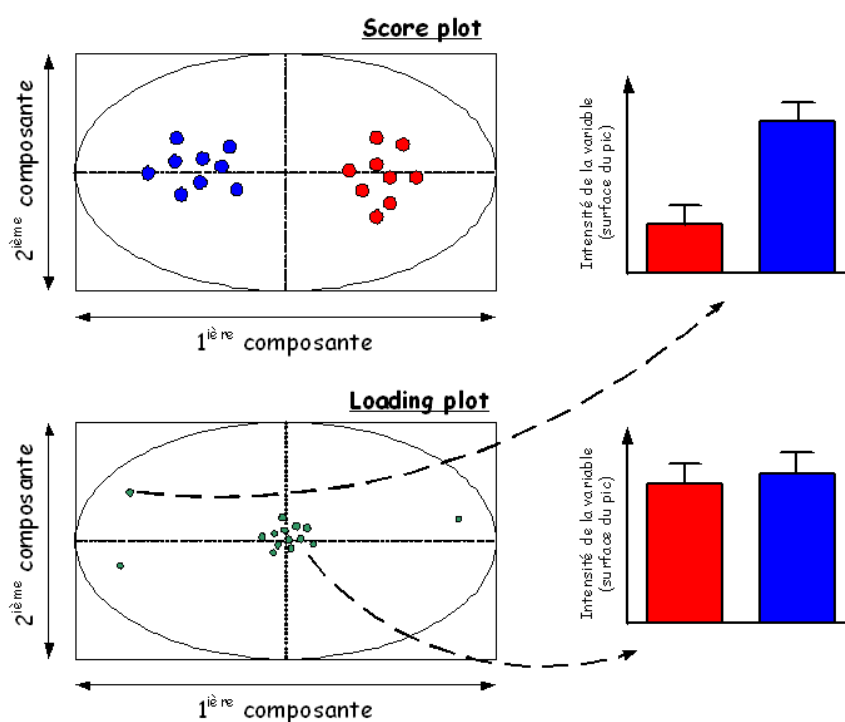 Score plot
2ième composante
1ière composante
Intensité de la variable
(surface du pic)
Loading plot
2ième composante
1ière composante
Intensité de la variable
(surface du pic)